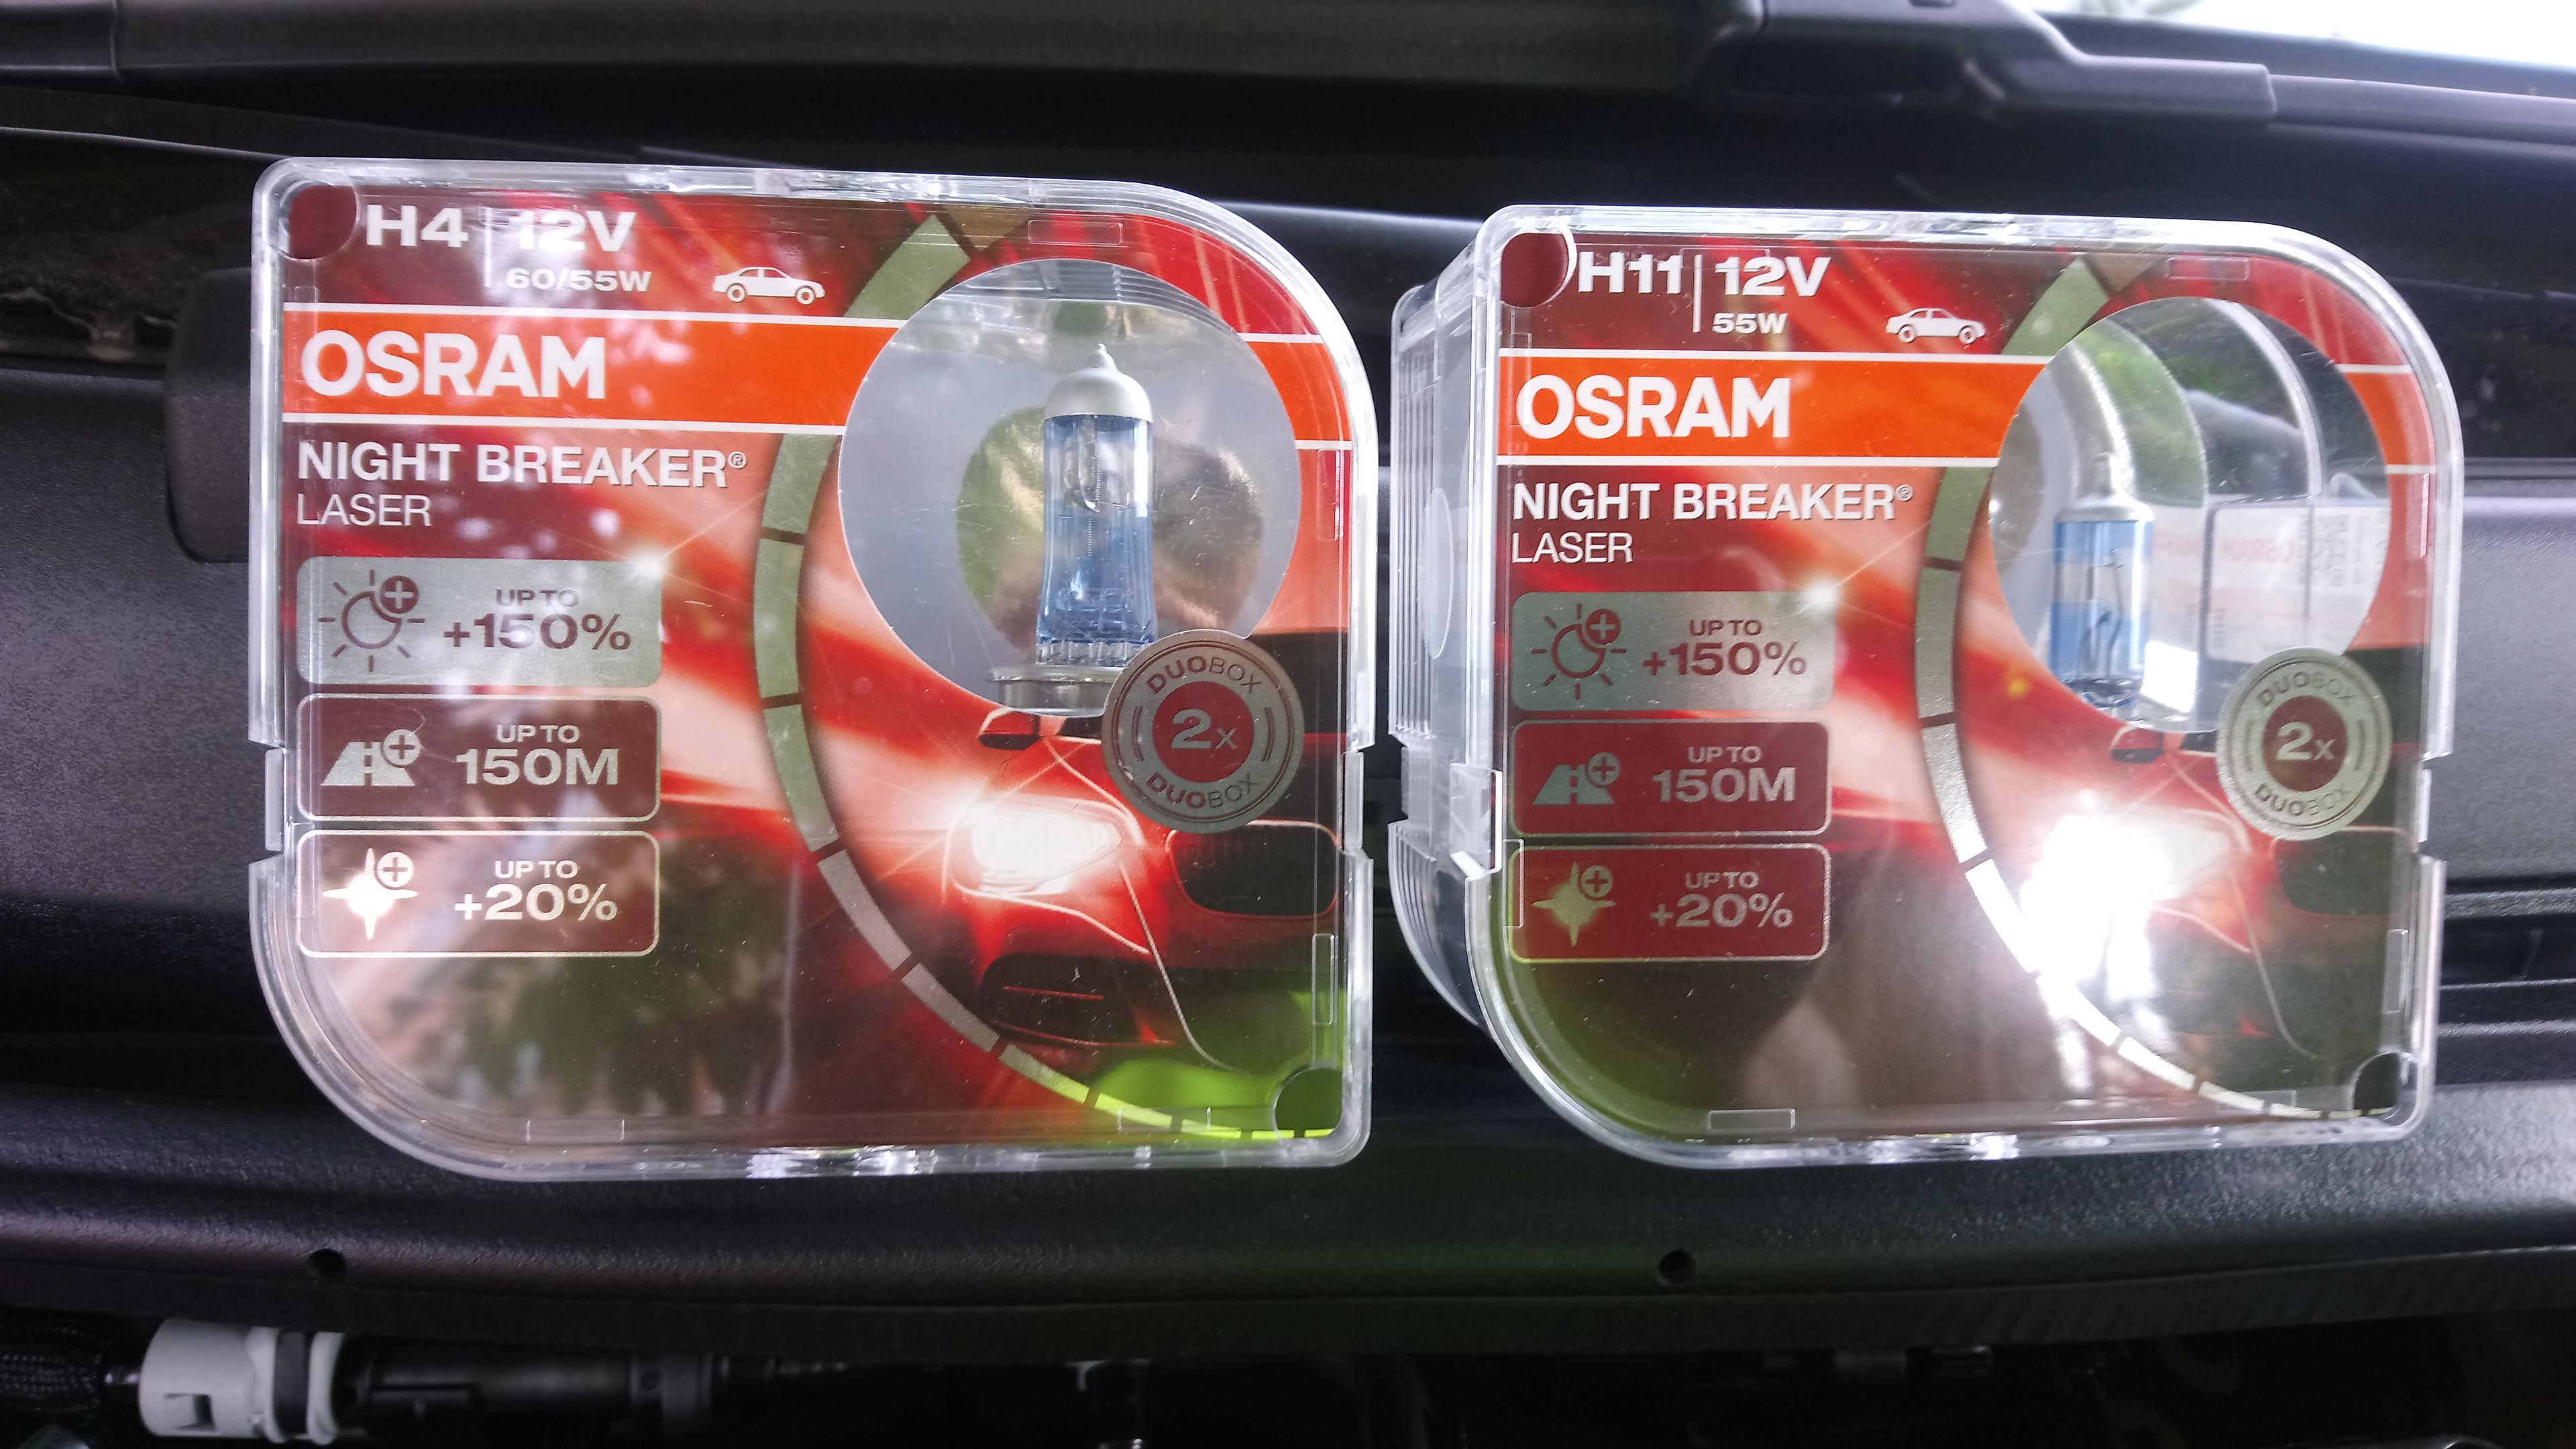 H4 | 12V
60/55W
OSRAM
NIGHT BREAKER®
LASER
UP TO
+150%
UP TO
150M
UP TO
+20%
DUOBOX
2x
DUOBOX
H11 | 12V
55W
OSRAM
NIGHT BREAKER®
LASER
UP TO
+150%
UP TO
150M
UP TO
+20%
DUOBOX
2x
DUOBOX